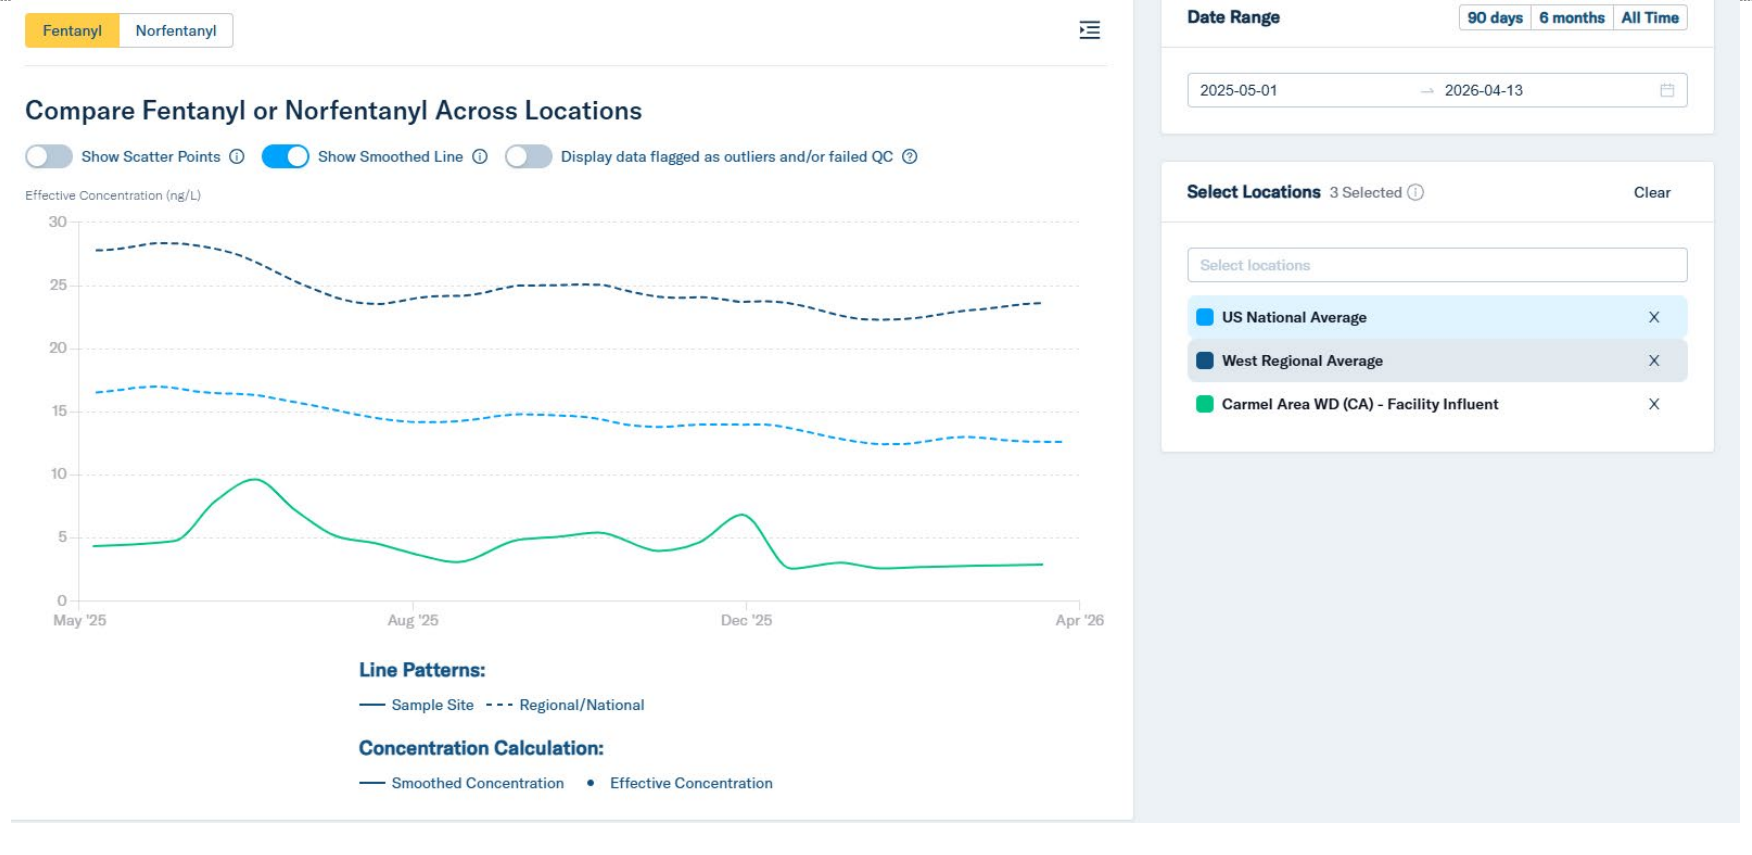 Fentanyl Norfentanyl
Compare Fentanyl or Norfentanyl Across Locations
Show Scatter Points Show Smoothed Line Display data flagged as outliers and/or failed QC
Effective Concentration (ng/L)
30
25
20
15
10
5
0
May '25 Aug '25 Dec '25 Apr '26
Line Patterns:
Sample Site Regional/National
Concentration Calculation:
Smoothed Concentration Effective Concentration
Date Range 90 days 6 months All Time
2025-05-01 → 2026-04-13
Select Locations 3 Selected Clear
Select locations
US National Average X
West Regional Average X
Carmel Area WD (CA) - Facility Influent X